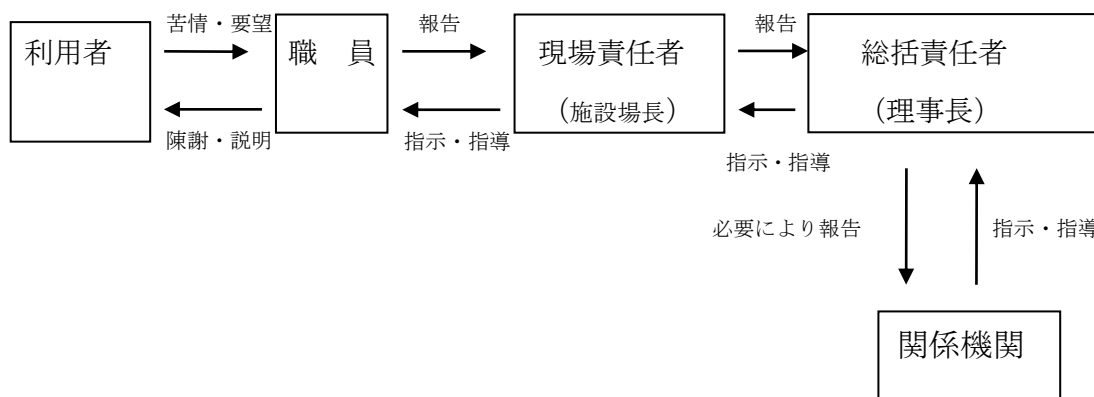 苦情・要望
報告
報告
利用者
職　員
現場責任者
(施設場長)
総括責任者
(理事長)
陳謝・説明
指示・指導
指示・指導
必要により報告
指示・指導
関係機関